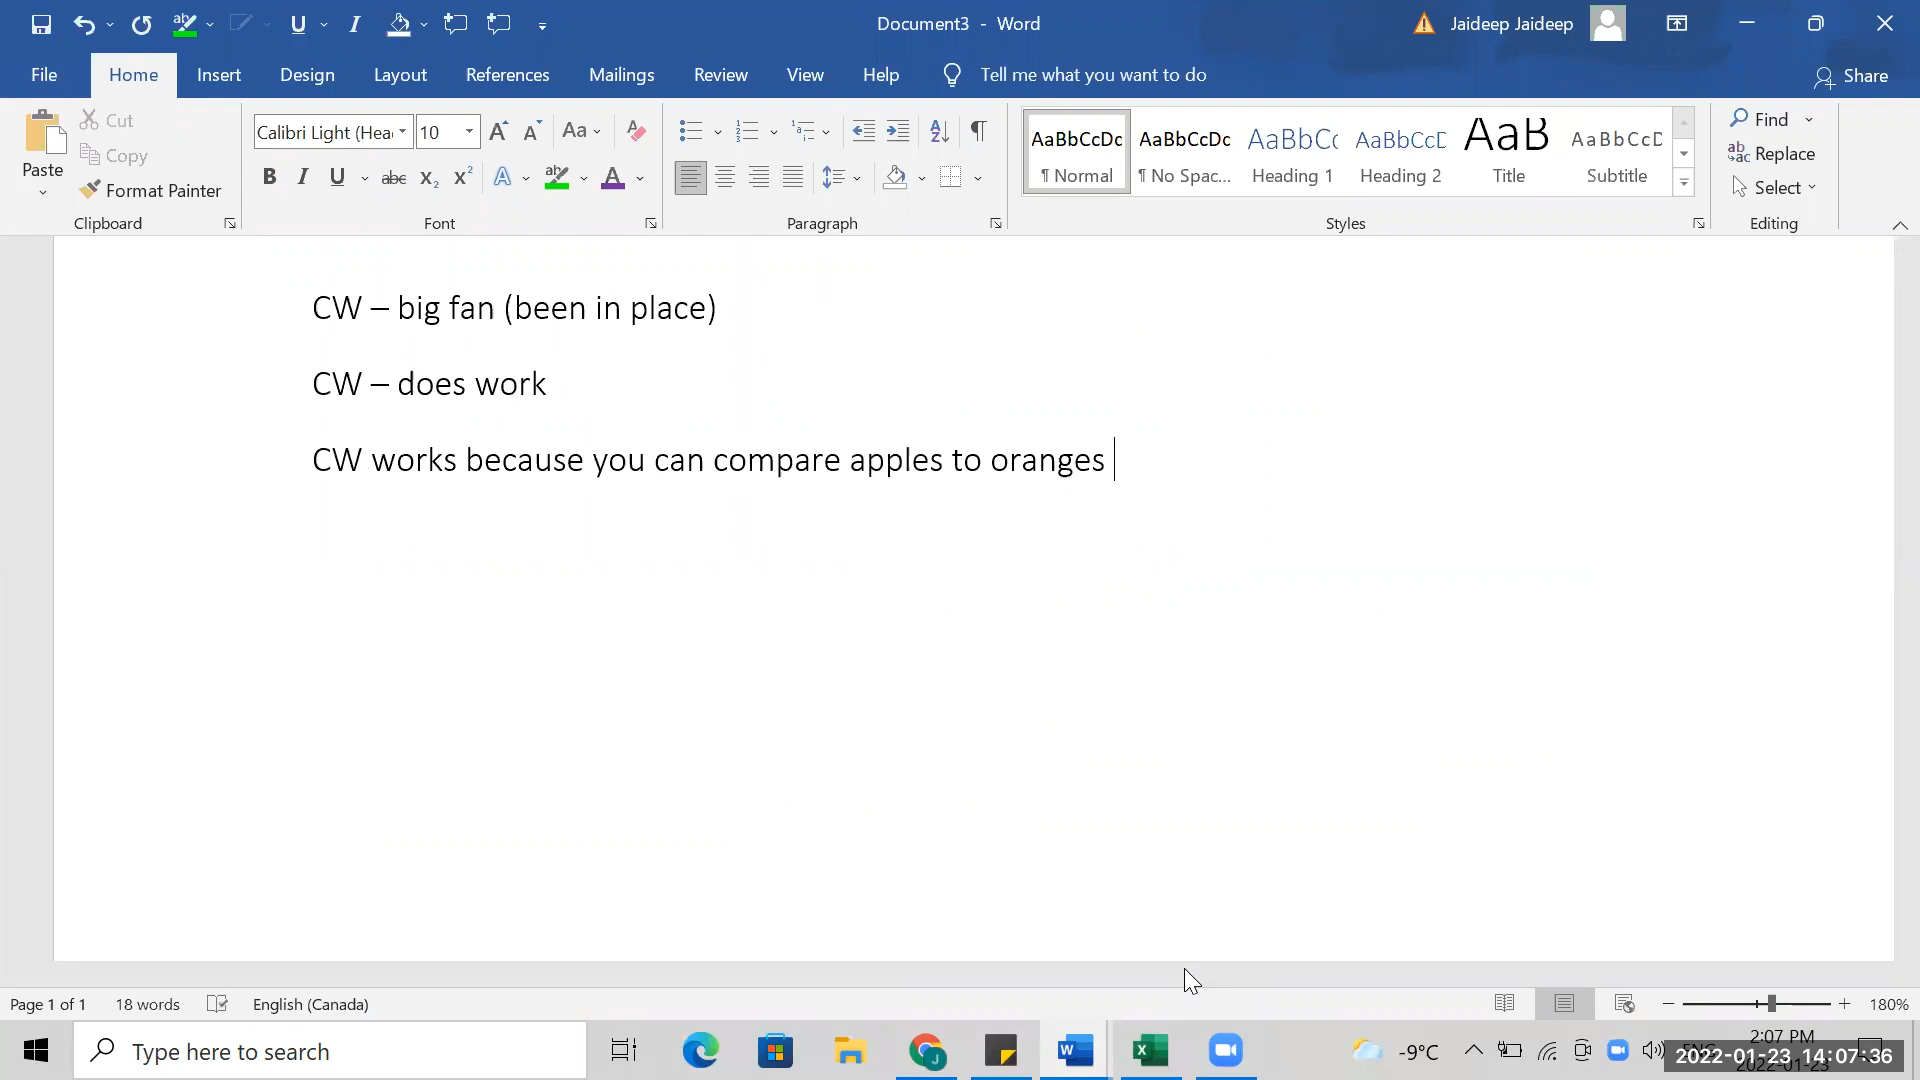 Document3 - Word
Jaideep Jaideep
File Home Insert Design Layout References Mailings Review View Help Tell me what you want to do Share
Paste
Cut
Copy
Format Painter
Clipboard
Calibri Light (Hea 10
Font
Paragraph
AaBbCcDc AaBbCcDc AaBbCc AaBbCcD AaB AaBbCcD
¶ Normal ¶ No Spac... Heading 1 Heading 2 Title Subtitle
Styles
Find
Replace
Select
Editing
CW – big fan (been in place)
CW – does work
CW works because you can compare apples to oranges
Page 1 of 1 18 words English (Canada) 180%
Type here to search
-9°C
2:07 PM
2022-01-23 14:07:36